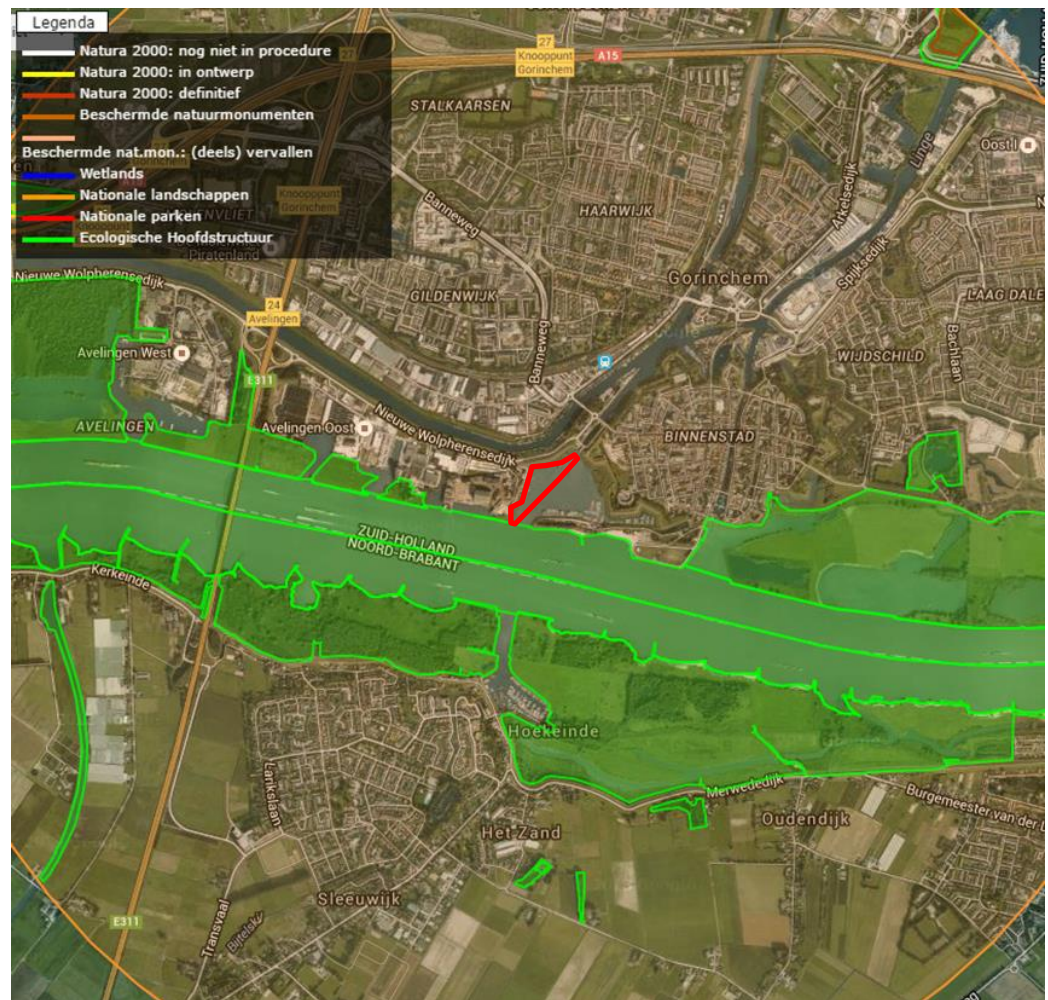 Legenda
Natura 2000: nog niet in procedure
Natura 2000: in ontwerp
Natura 2000: definitief
Beschermde natuurmonumenten
Beschermde nat.mon.: (deels) vervallen
Wetlands
Nationale landschappen
Nationale parken
Ecologische Hoofdstructuur
27
Knooppunt
Gorinchem
A15
27
STALKAARSEN
Linge
Oost I
Arkelsedijk
Knooppunt
Gorinchem
Banneweg
HAARWIJK
Piratenland
Spijksedijk
Nieuwe Wolpherensedijk
Gorinchem
GILDENWIJK
LAAG DALE
24
Avelingen
Banneweg
Bachlaan
Avelingen West
WIJDSCHILD
E311
AVELINGEN
Avelingen Oost
Nieuwe Wolpherensedijk
BINNENSTAD
ZUID-HOLLAND
NOORD-BRABANT
Kerkeinde
Hoekeinde
Merwededijk
Larikslaan
Burgemeester van der L
Het Zand
Oudendijk
Sleeuwijk
E311
Transvaal